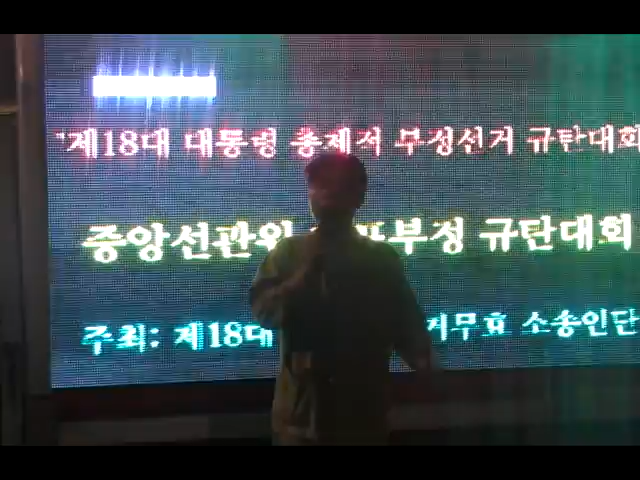 "제18대 대통령 총체적 부정선거 규탄대회
중앙선관위 부정 규탄대회
주최: 제18대 소송인단